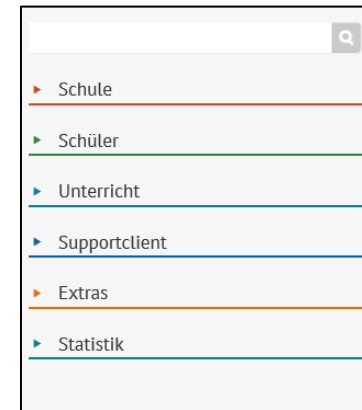 Schule
Schüler
Unterricht
Supportclient
Extras
Statistik